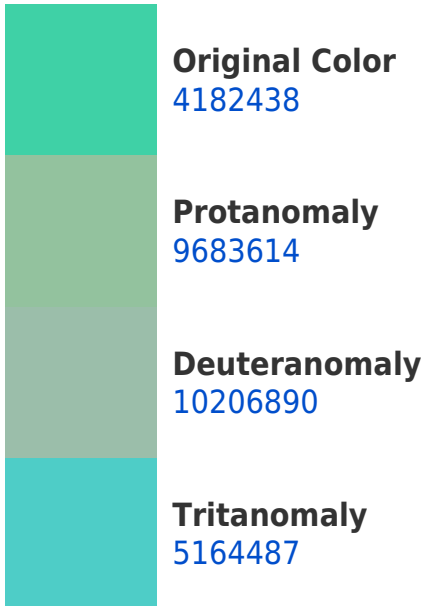 Original Color
4182438
Protanomaly
9683614
Deuteranomaly
10206890
Tritanomaly
5164487